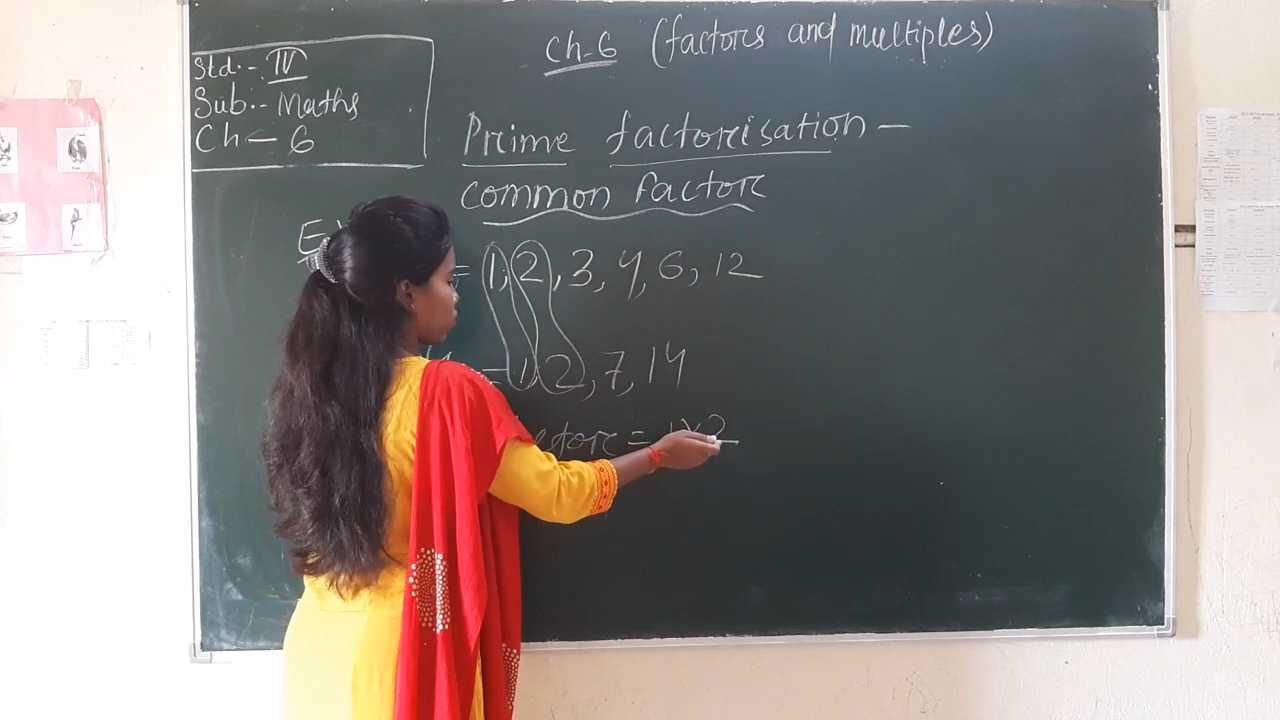 Ch-6 (factors and multiples)
Std:- IV
Sub:- Maths
Ch - 6
Prime factorisation -
common factor
= 1, 2, 3, 4, 6, 12
= 1, 2, 7, 14